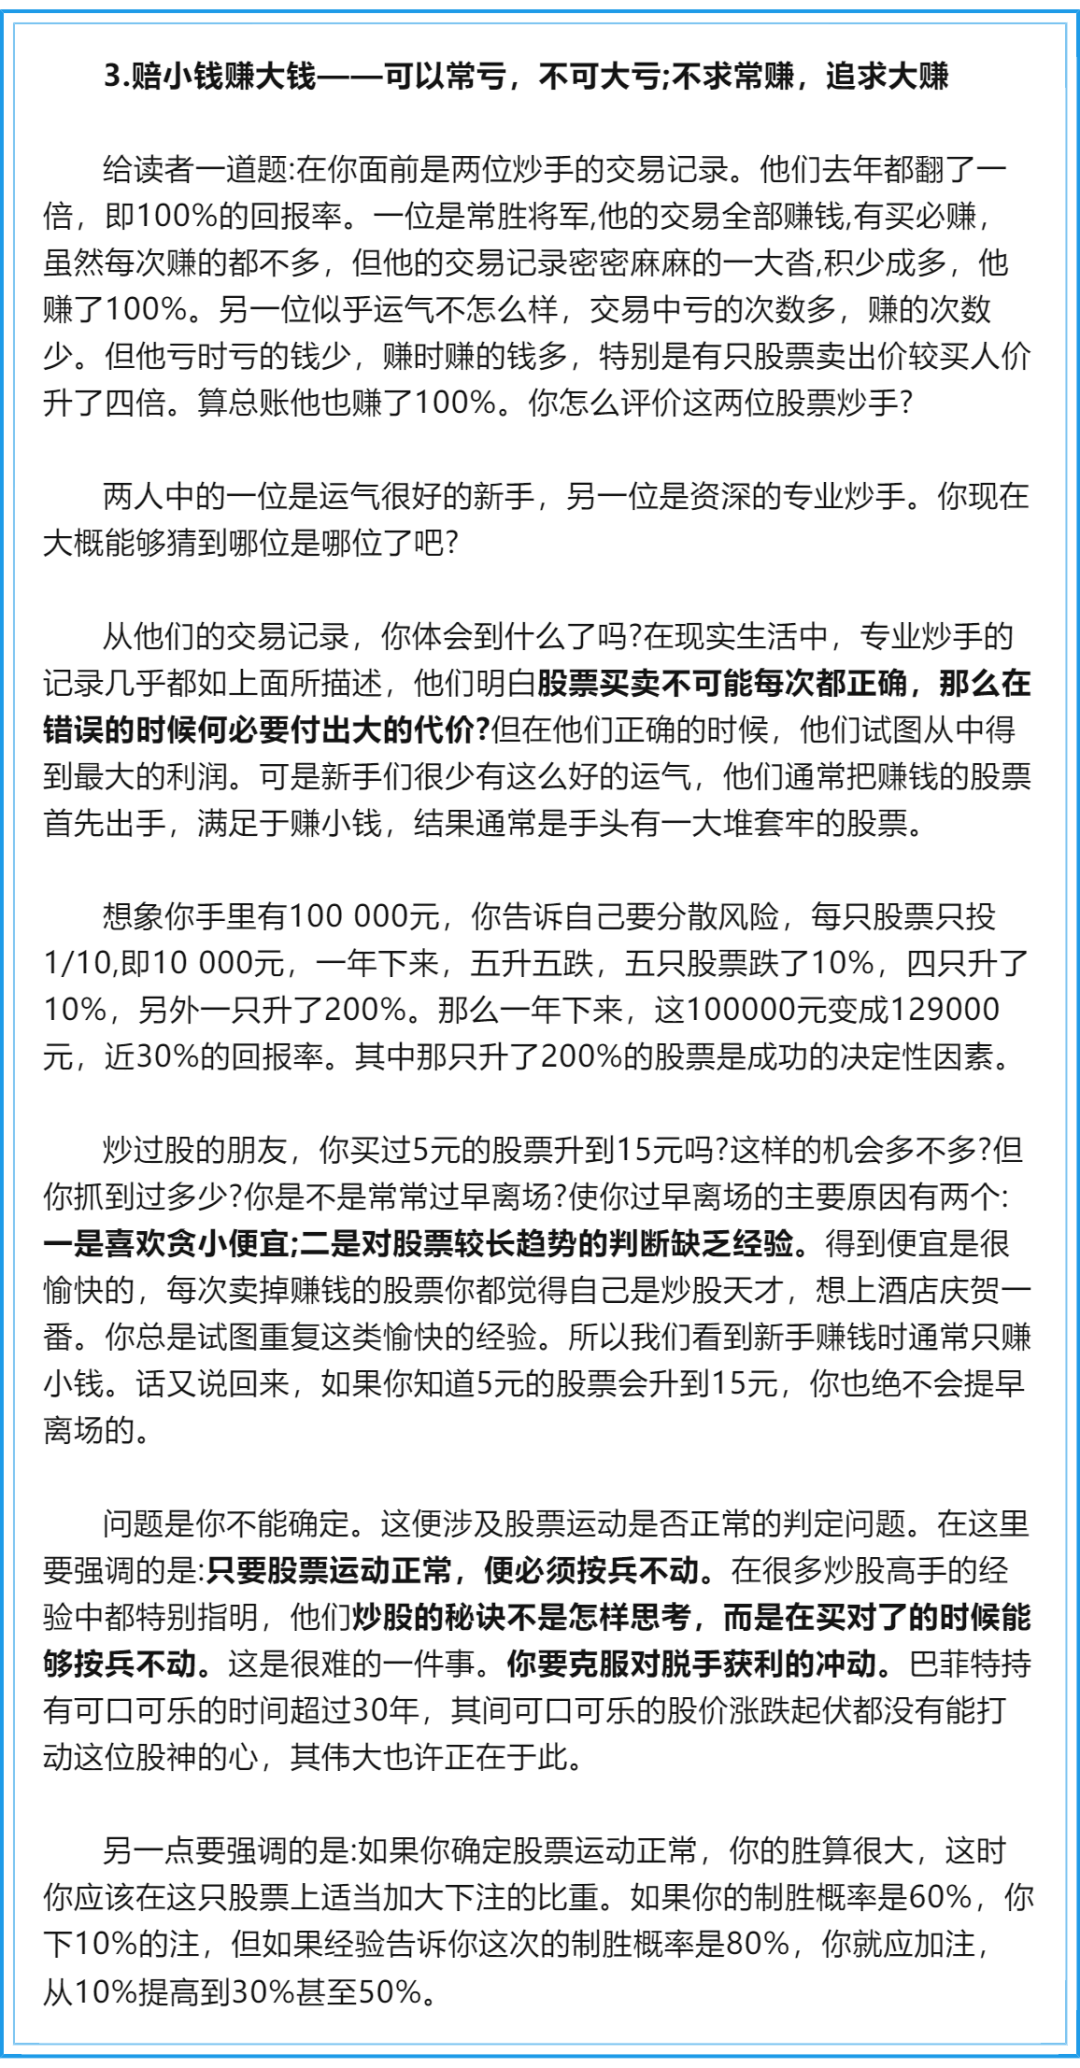 3.赔小钱赚大钱——可以常亏，不可大亏;不求常赚，追求大赚
给读者一道题:在你面前是两位炒手的交易记录。他们去年都翻了一
倍，即100%的回报率。一位是常胜将军,他的交易全部赚钱,有买必赚，
虽然每次赚的都不多，但他的交易记录密密麻麻的一大沓,积少成多，他
赚了100%。另一位似乎运气不怎么样，交易中亏的次数多，赚的次数
少。但他亏时亏的钱少，赚时赚的钱多，特别是有只股票卖出价较买人价
升了四倍。算总账他也赚了100%。你怎么评价这两位股票炒手?
两人中的一位是运气很好的新手，另一位是资深的专业炒手。你现在
大概能够猜到哪位是哪位了吧?
从他们的交易记录，你体会到什么了吗?在现实生活中，专业炒手的
记录几乎都如上面所描述，他们明白股票买卖不可能每次都正确，那么在
错误的时候何必要付出大的代价?但在他们正确的时候，他们试图从中得
到最大的利润。可是新手们很少有这么好的运气，他们通常把赚钱的股票
首先出手，满足于赚小钱，结果通常是手头有一大堆套牢的股票。
想象你手里有100 000元，你告诉自己要分散风险，每只股票只投
1/10,即10 000元，一年下来，五升五跌，五只股票跌了10%，四只升了
10%，另外一只升了200%。那么一年下来，这100000元变成129000
元，近30%的回报率。其中那只升了200%的股票是成功的决定性因素。
炒过股的朋友，你买过5元的股票升到15元吗?这样的机会多不多?但
你抓到过多少?你是不是常常过早离场?使你过早离场的主要原因有两个:
一是喜欢贪小便宜;二是对股票较长趋势的判断缺乏经验。得到便宜是很
愉快的，每次卖掉赚钱的股票你都觉得自己是炒股天才，想上酒店庆贺一
番。你总是试图重复这类愉快的经验。所以我们看到新手赚钱时通常只赚
小钱。话又说回来，如果你知道5元的股票会升到15元，你也绝不会提早
离场的。
问题是你不能确定。这便涉及股票运动是否正常的判定问题。在这里
要强调的是:只要股票运动正常，便必须按兵不动。在很多炒股高手的经
验中都特别指明，他们炒股的秘诀不是怎样思考，而是在买对了的时候能
够按兵不动。这是很难的一件事。你要克服对脱手获利的冲动。巴菲特持
有可口可乐的时间超过30年，其间可口可乐的股价涨跌起伏都没有能打
动这位股神的心，其伟大也许正在于此。
另一点要强调的是:如果你确定股票运动正常，你的胜算很大，这时
你应该在这只股票上适当加大下注的比重。如果你的制胜概率是60%，你
下10%的注，但如果经验告诉你这次的制胜概率是80%，你就应加注，
从10%提高到30%甚至50%。